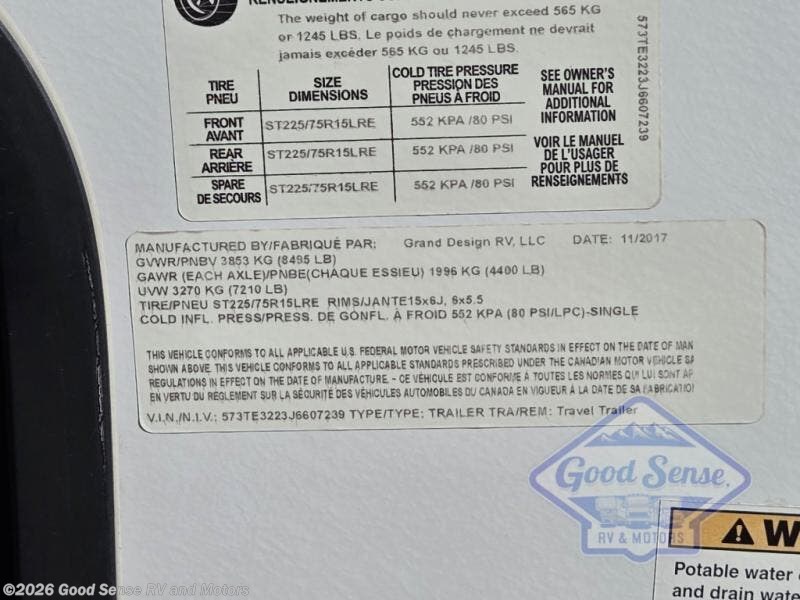 The weight of cargo should never exceed 565 KG
or 1245 LBS. Le poids de chargement ne devrait
jamais excéder 565 KG ou 1245 LBS.
TIRE PNEU SIZE DIMENSIONS COLD TIRE PRESSURE PRESSION DES PNEUS À FROID
FRONT AVANT ST225/75R15LRE 552 KPA /80 PSI
REAR ARRIÈRE ST225/75R15LRE 552 KPA /80 PSI
SPARE DE SECOURS ST225/75R15LRE 552 KPA /80 PSI
SEE OWNER'S
MANUAL FOR
ADDITIONAL
INFORMATION
VOIR LE MANUEL
DE L'USAGER
POUR PLUS DE
RENSEIGNEMENTS
573TE3223J6607239
MANUFACTURED BY/FABRIQUÉ PAR: Grand Design RV, LLC DATE: 11/2017
GVWR/PNBV 3853 KG (8495 LB)
GAWR (EACH AXLE)/PNBE(CHAQUE ESSIEU) 1996 KG (4400 LB)
UVW 3270 KG (7210 LB)
TIRE/PNEU ST225/75R15LRE RIMS/JANTE15x6J, 6x5.5
COLD INFL. PRESS/PRESS. DE GONFL. À FROID 552 KPA (80 PSI/LPC)-SINGLE
THIS VEHICLE CONFORMS TO ALL APPLICABLE U.S. FEDERAL MOTOR VEHICLE SAFETY STANDARDS IN EFFECT ON THE DATE OF MAN
SHOWN ABOVE. THIS VEHICLE CONFORMS TO ALL APPLICABLE STANDARDS PRESCRIBED UNDER THE CANADIAN MOTOR VEHICLE SA
REGULATIONS IN EFFECT ON THE DATE OF MANUFACTURE. - CE VÉHICULE EST CONFORME À TOUTES LES NORMES QUI LUI SONT AP
EN VERTU DU RÈGLEMENT SUR LA SÉCURITÉ DES VÉHICULES AUTOMOBILES DU CANADA EN VIGUEUR À LA DATE DE SA FABRICATIO
V.I.N./N.I.V.: 573TE3223J6607239 TYPE/TYPE: TRAILER TRA/REM: Travel Trailer
Good Sense
RV & MOTORS
W
Potable water
and drain wate
©2026 Good Sense RV and Motors